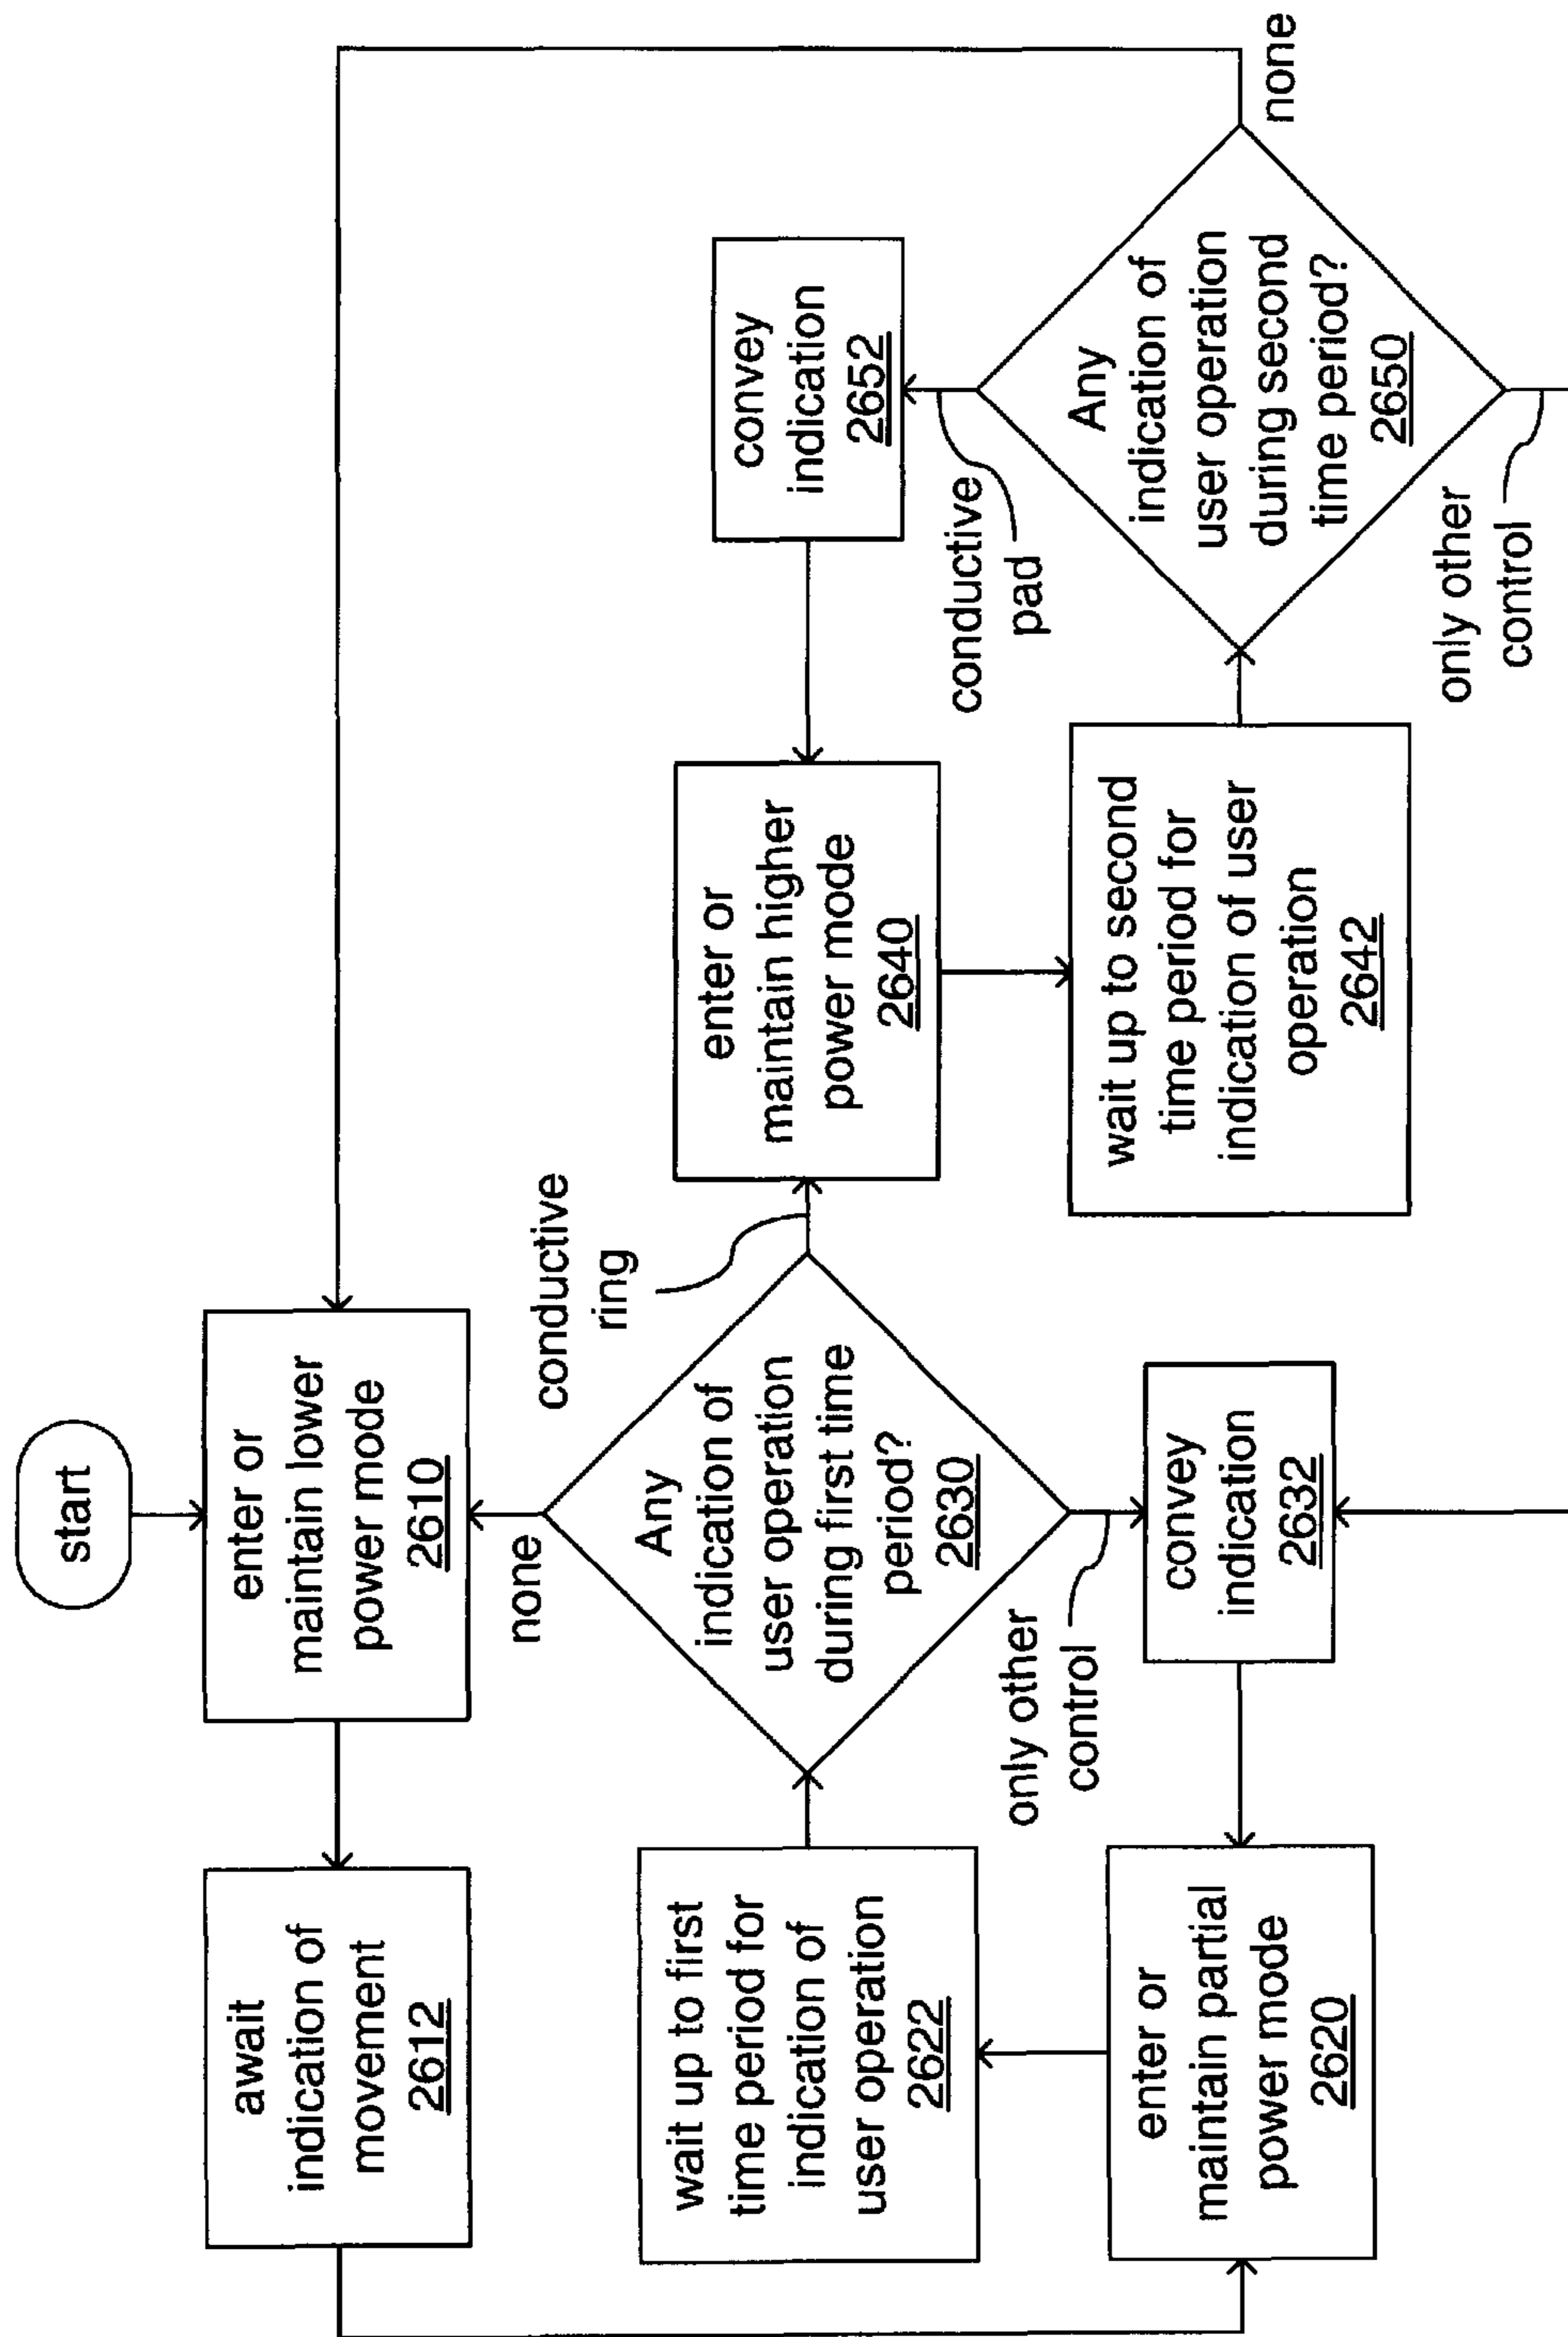 start
enter or
maintain lower
power mode
2610
await
indication of
movement
2612
none
Any
indication of
user operation
during first time
period?
2630
conductive
ring
wait up to first
time period for
indication of
user operation
2622
enter or
maintain partial
power mode
2620
only other
control
convey
indication
2632
enter or
maintain higher
power mode
2640
wait up to second
time period for
indication of user
operation
2642
convey
indication
2652
conductive
pad
Any
indication of
user operation
during second
time period?
2650
none
only other
control